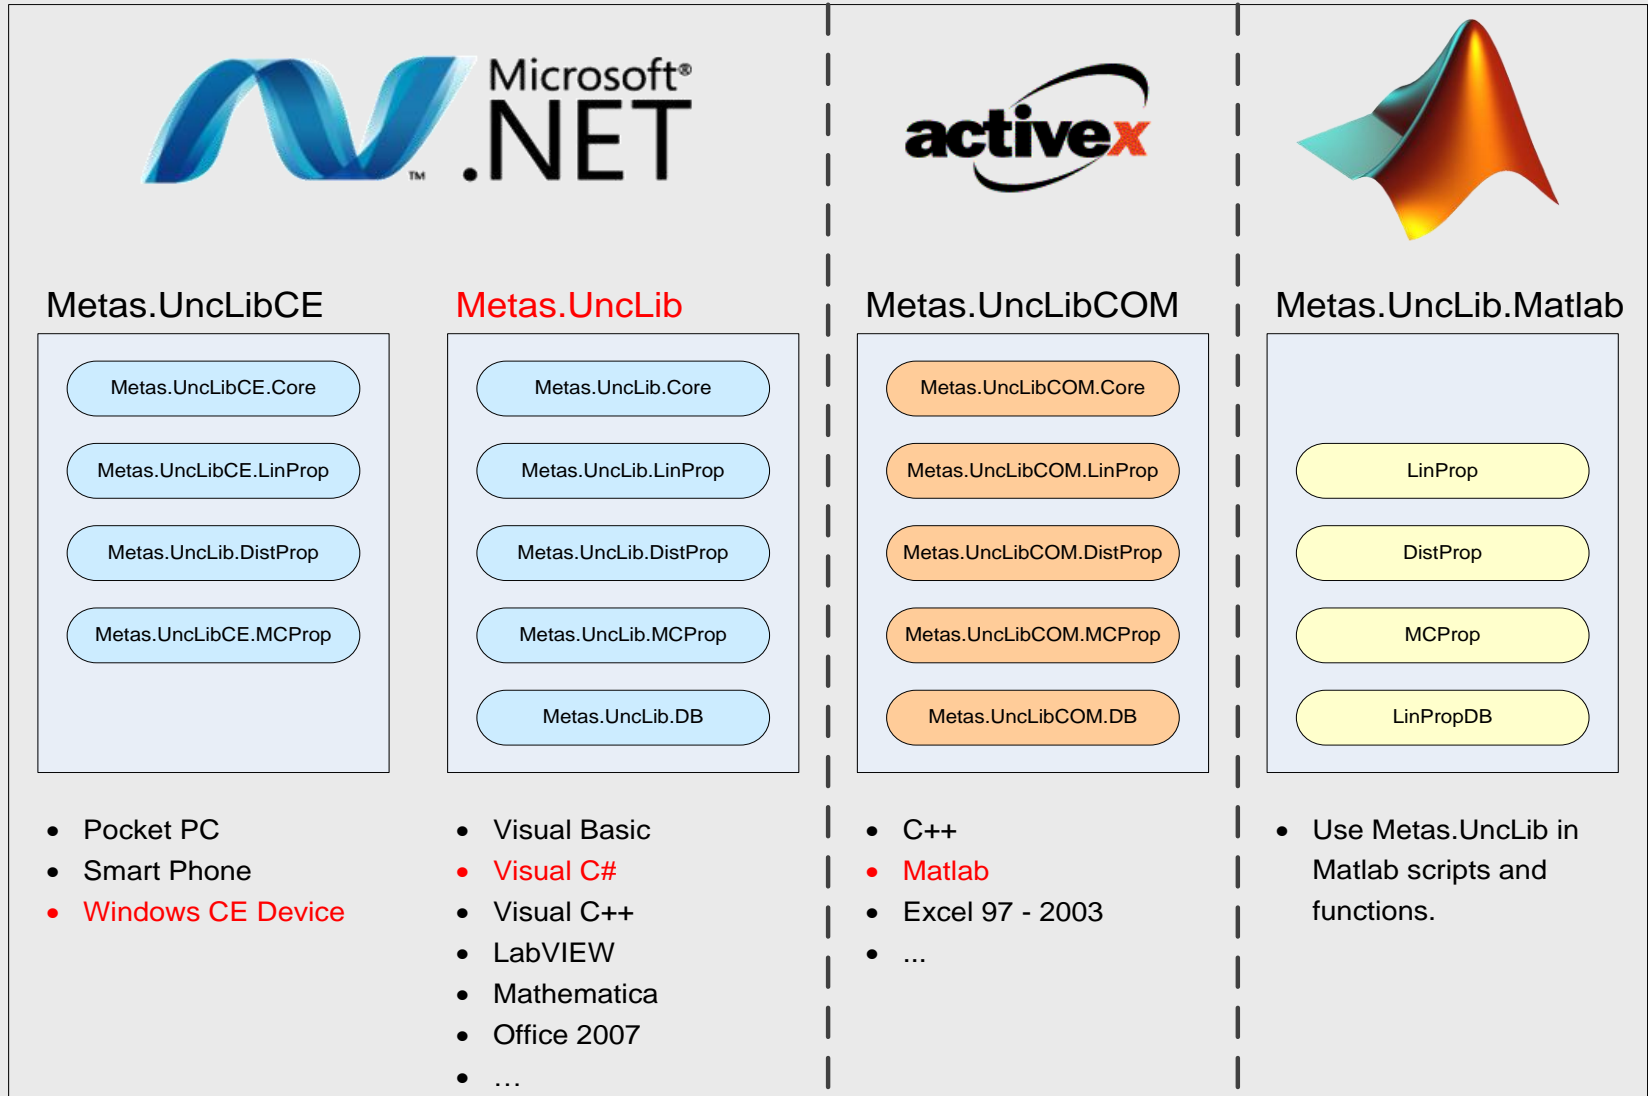 Microsoft®
.NET
™
activex
Metas.UncLibCE
Metas.UncLibCE.Core
Metas.UncLibCE.LinProp
Metas.UncLib.DistProp
Metas.UncLibCE.MCProp
• Pocket PC
• Smart Phone
• Windows CE Device
Metas.UncLib
Metas.UncLib.Core
Metas.UncLib.LinProp
Metas.UncLib.DistProp
Metas.UncLib.MCProp
Metas.UncLib.DB
• Visual Basic
• Visual C#
• Visual C++
• LabVIEW
• Mathematica
• Office 2007
• …
Metas.UncLibCOM
Metas.UncLibCOM.Core
Metas.UncLibCOM.LinProp
Metas.UncLibCOM.DistProp
Metas.UncLibCOM.MCProp
Metas.UncLibCOM.DB
• C++
• Matlab
• Excel 97 - 2003
• ...
Metas.UncLib.Matlab
LinProp
DistProp
MCProp
LinPropDB
• Use Metas.UncLib in
Matlab scripts and
functions.